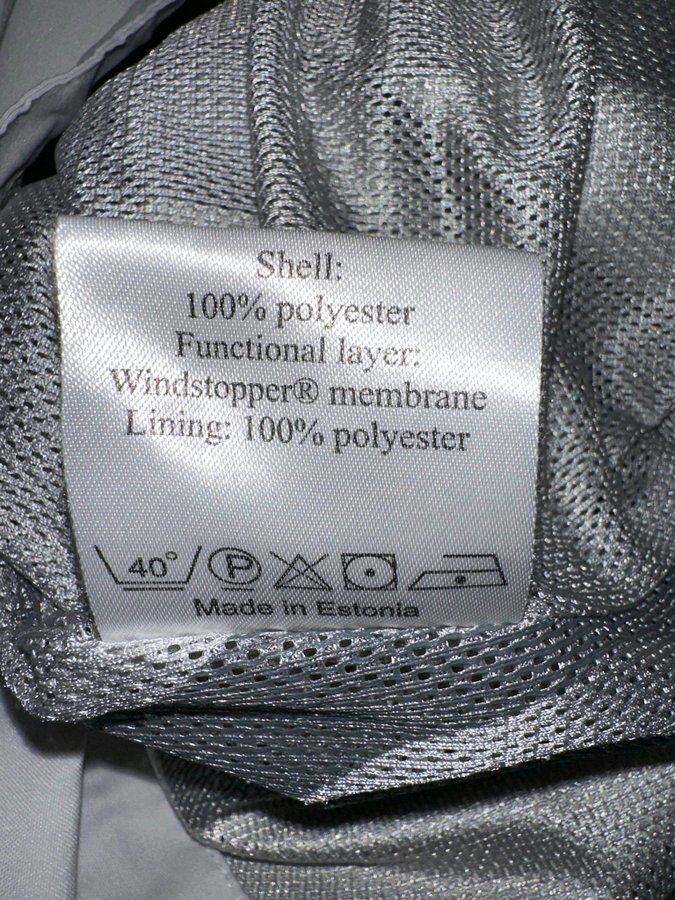 Shell:
100% polyester
Functional layer:
Windstopper® membrane
Lining: 100% polyester
40° P
Made in Estonia